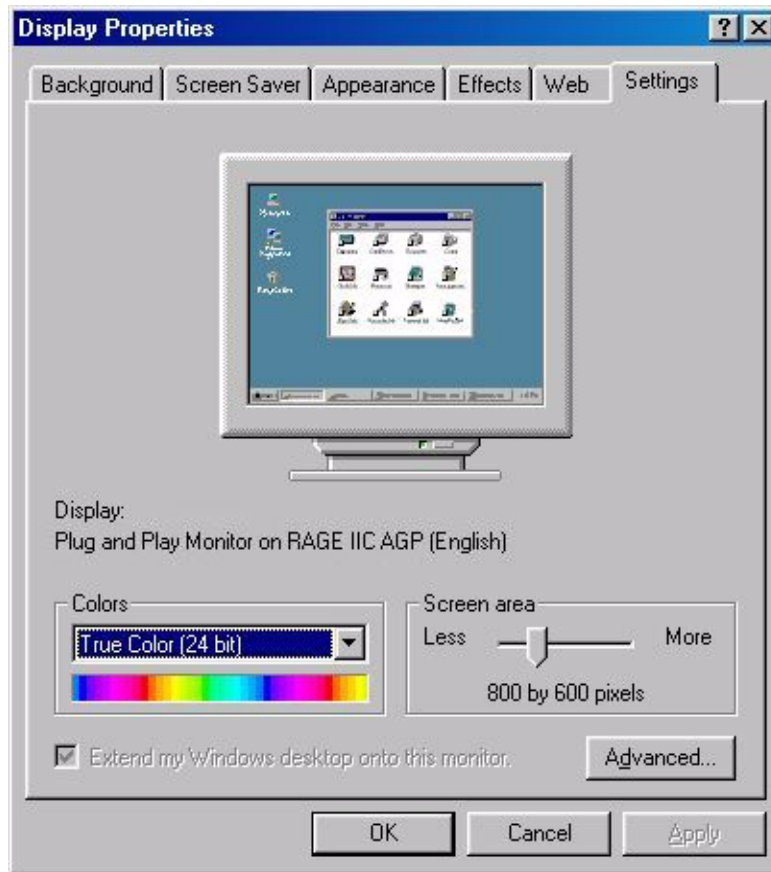 Display Properties
Background Screen Saver Appearance Effects Web Settings
Display:
Plug and Play Monitor on RAGE IIC AGP (English)
Colors
True Color (24 bit)
Screen area
Less More
800 by 600 pixels
Extend my Windows desktop onto this monitor.
Advanced...
OK Cancel Apply